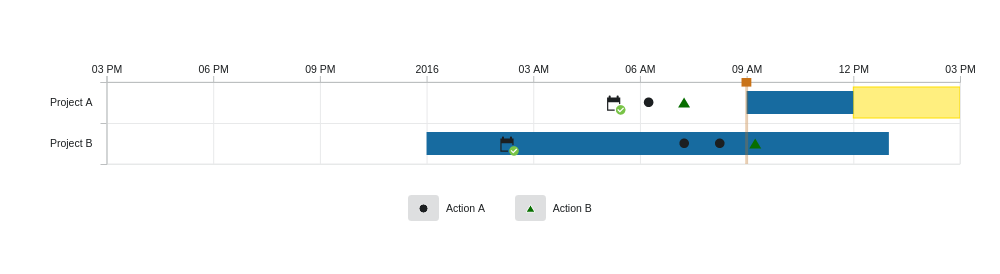 03 PM 06 PM 09 PM 2016 03 AM 06 AM 09 AM 12 PM 03 PM
Project A
Project B
Action A Action B